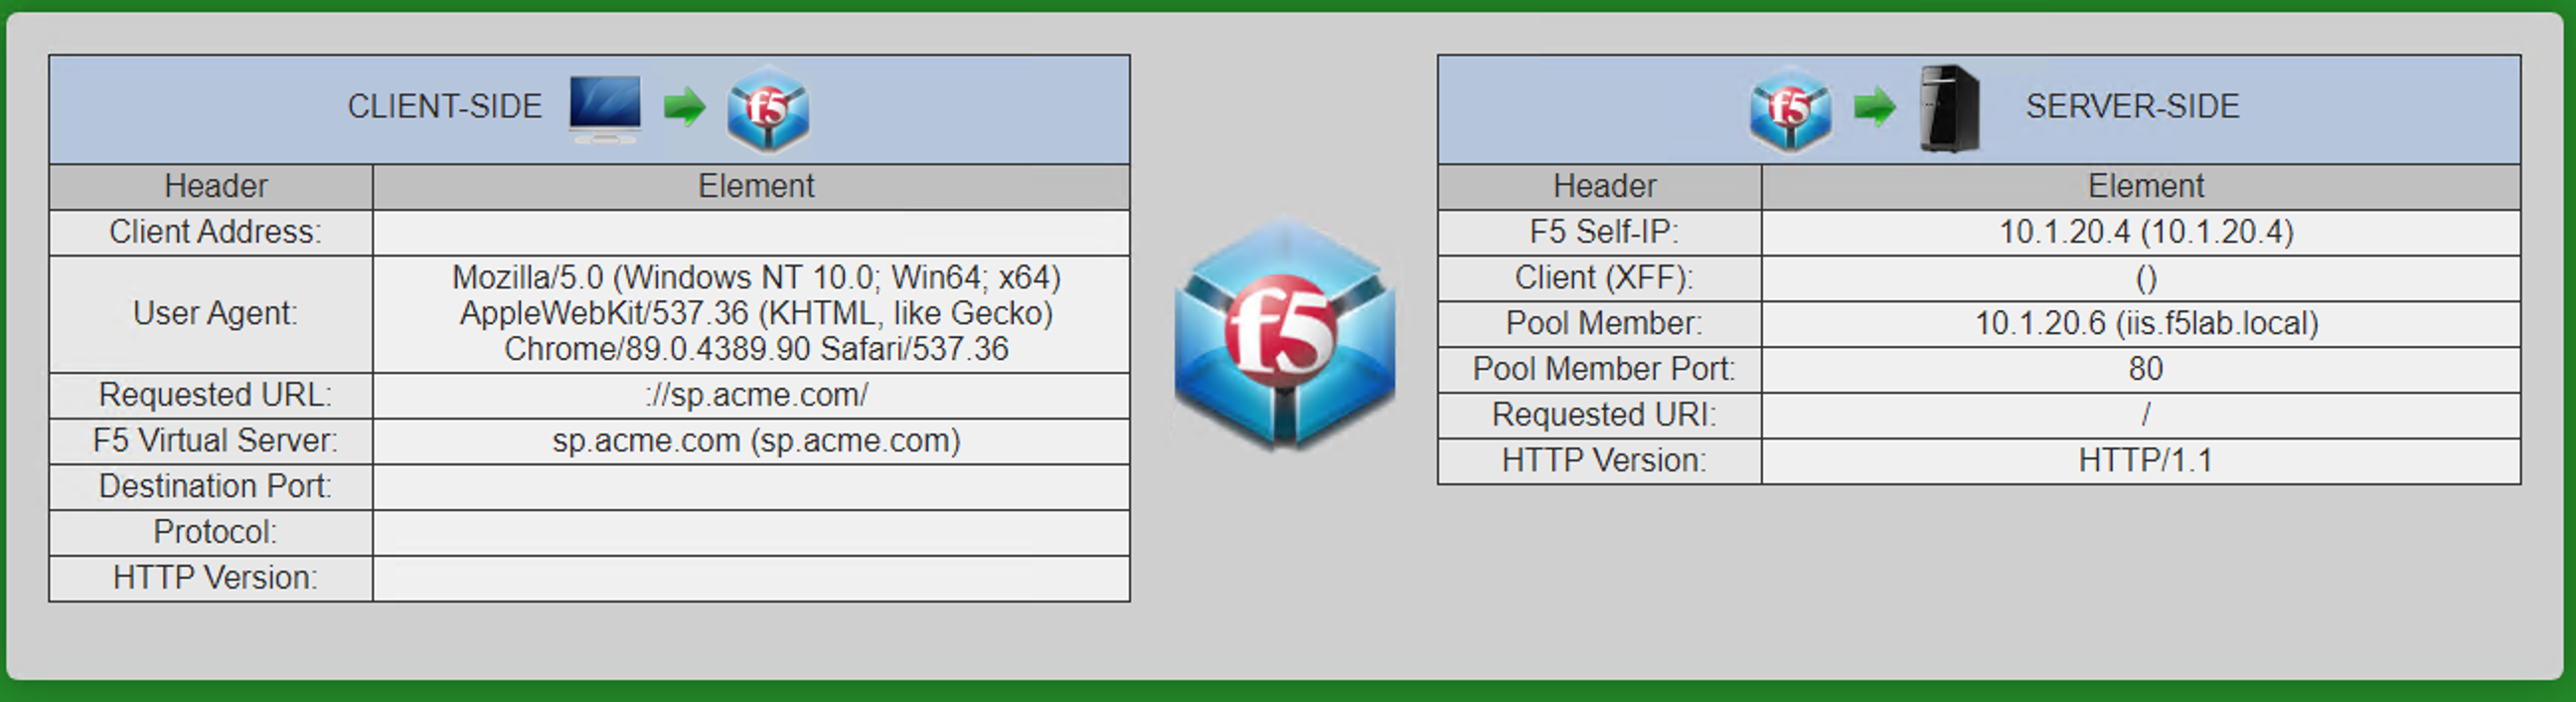 CLIENT-SIDE f5
Header Element
Client Address:
User Agent: Mozilla/5.0 (Windows NT 10.0; Win64; x64)
AppleWebKit/537.36 (KHTML, like Gecko)
Chrome/89.0.4389.90 Safari/537.36
Requested URL: ://sp.acme.com/
F5 Virtual Server: sp.acme.com (sp.acme.com)
Destination Port:
Protocol:
HTTP Version:
f5
f5 SERVER-SIDE
Header Element
F5 Self-IP: 10.1.20.4 (10.1.20.4)
Client (XFF): ()
Pool Member: 10.1.20.6 (iis.f5lab.local)
Pool Member Port: 80
Requested URI: /
HTTP Version: HTTP/1.1